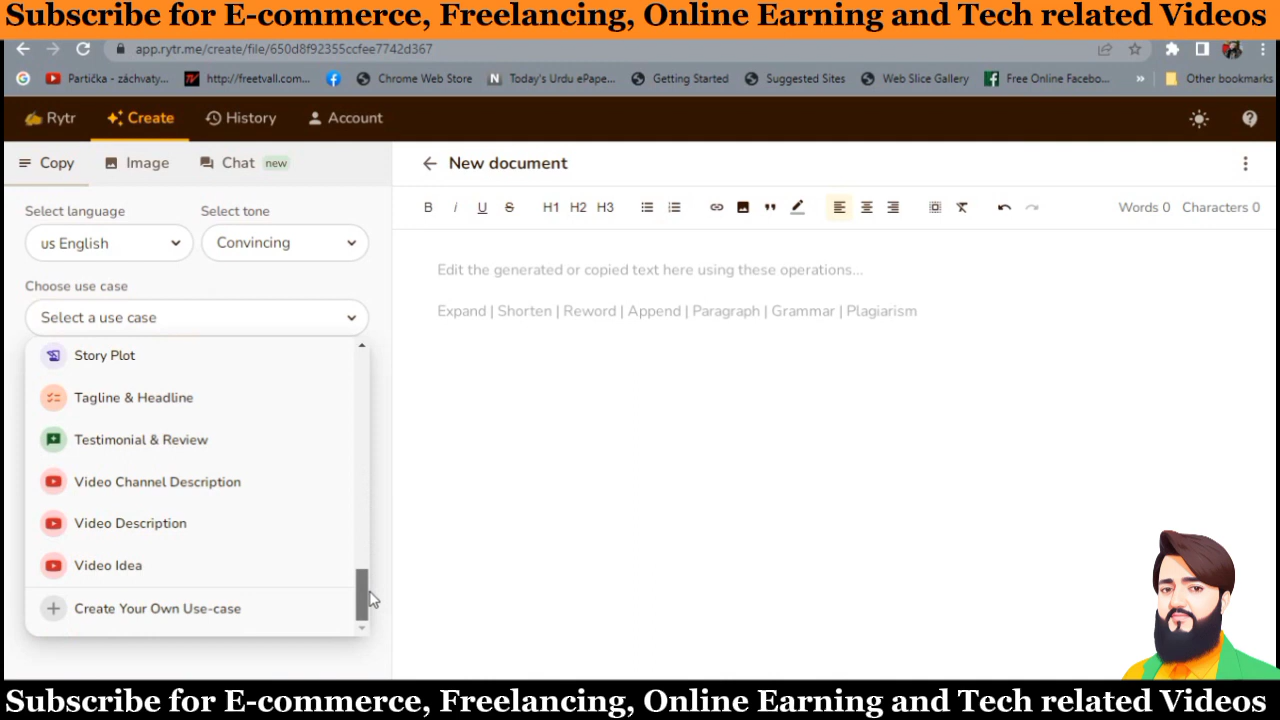 Subscribe for E-commerce, Freelancing, Online Earning and Tech related Videos
app.rytr.me/create/file/650d8f92355ccfee7742d367
Partička - záchvaty... http://freetvall.com... Chrome Web Store Today's Urdu ePape... Getting Started Suggested Sites Web Slice Gallery Free Online Facebo... » Other bookmarks
Rytr Create History Account
Copy Image Chat new
New document
B i U S H1 H2 H3 Words 0 Characters 0
Select language Select tone
us English Convincing
Choose use case
Select a use case
Edit the generated or copied text here using these operations...
Expand | Shorten | Reword | Append | Paragraph | Grammar | Plagiarism
Story Plot
Tagline & Headline
Testimonial & Review
Video Channel Description
Video Description
Video Idea
Create Your Own Use-case
Subscribe for E-commerce, Freelancing, Online Earning and Tech related Videos